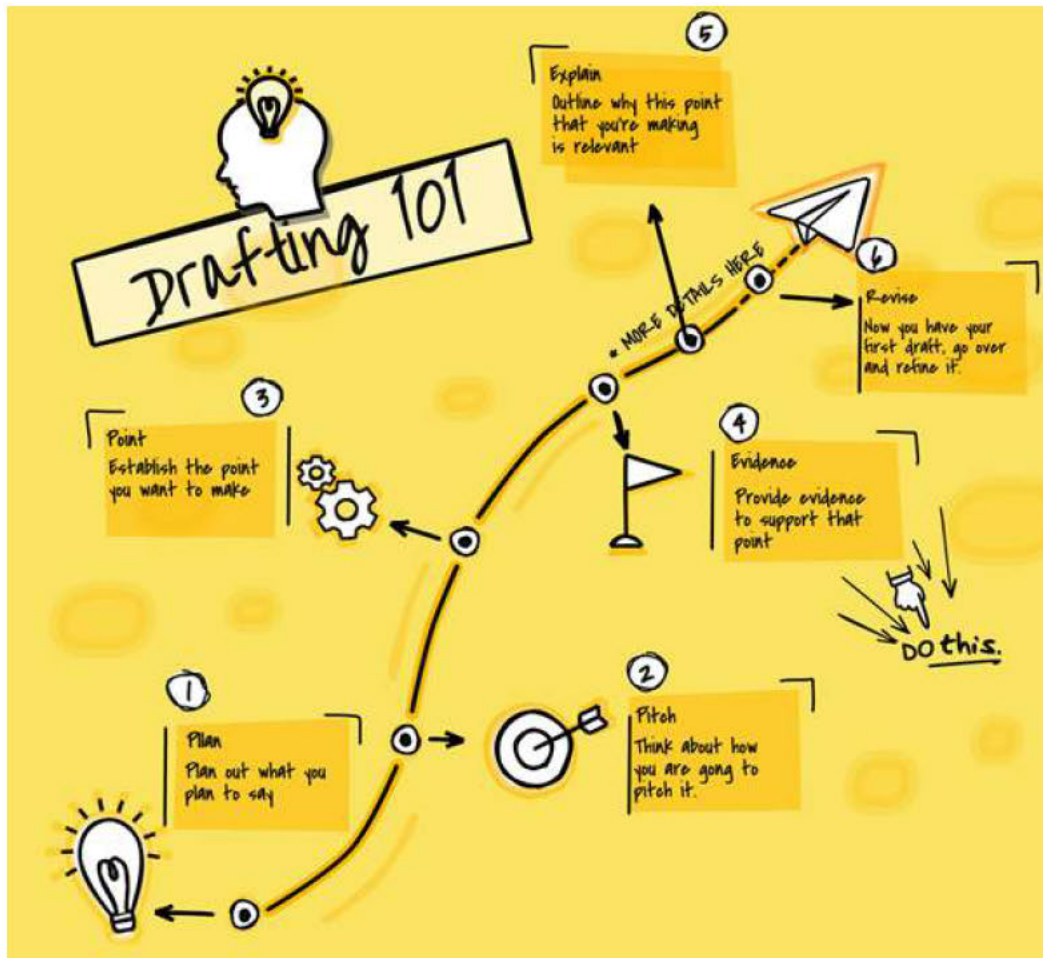 Drafting 101
1
Pllan
Plan out what you
plan to say
2
Pitch
Think about how
you are gong to
pitch it.
3
Point
Establish the point
you want to make
4
Evidence
Provide evidence
to support that
point
5
Explain
Outline why this point
that you're making
is relevant
* MORE DETAILS HERE
6
Revise
Now you have your
first draft, go over
and refine it.
DO this.